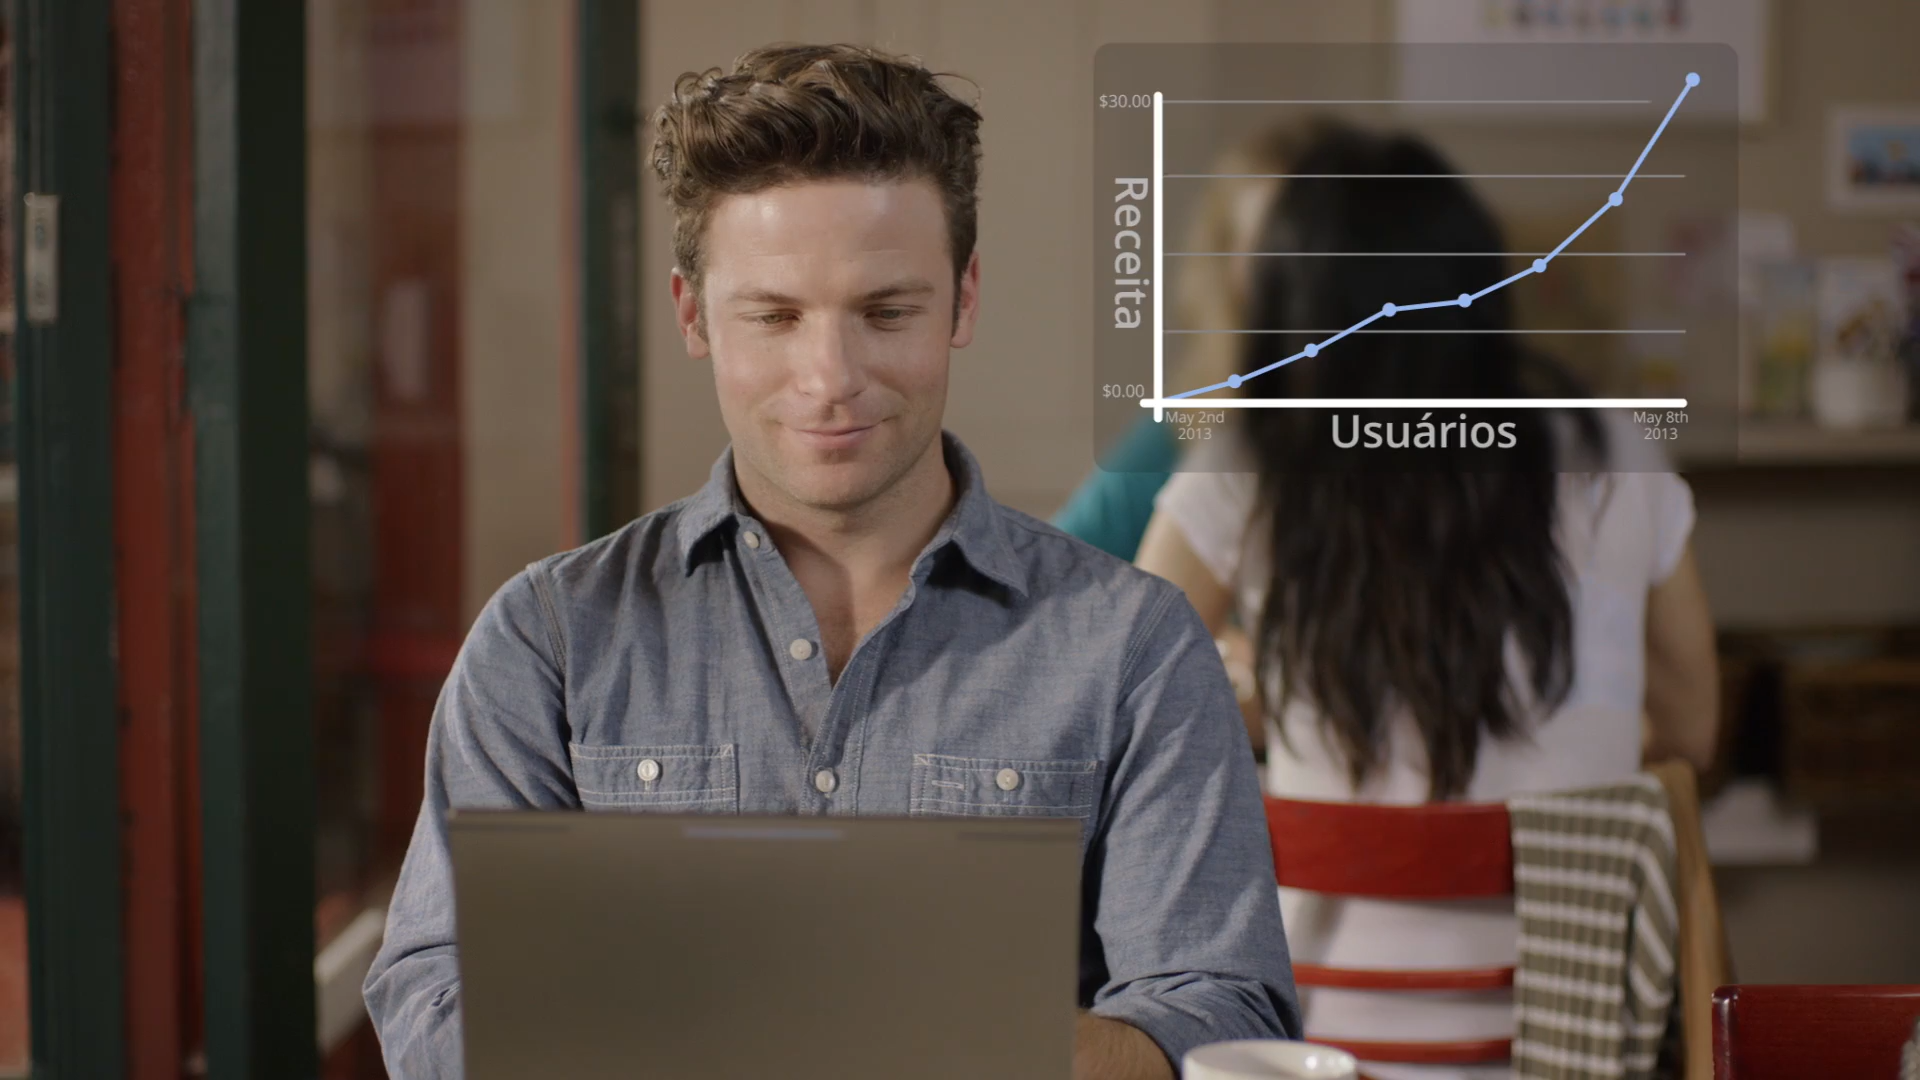 $30.00
Receita
$0.00
May 2nd
2013
Usuários
May 8th
2013